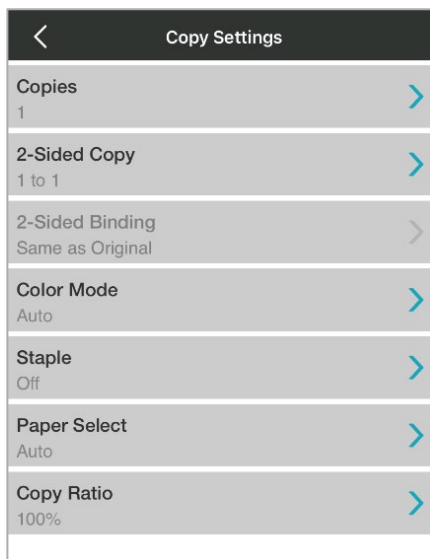 Copy Settings
Copies
1
2-Sided Copy
1 to 1
2-Sided Binding
Same as Original
Color Mode
Auto
Staple
Off
Paper Select
Auto
Copy Ratio
100%